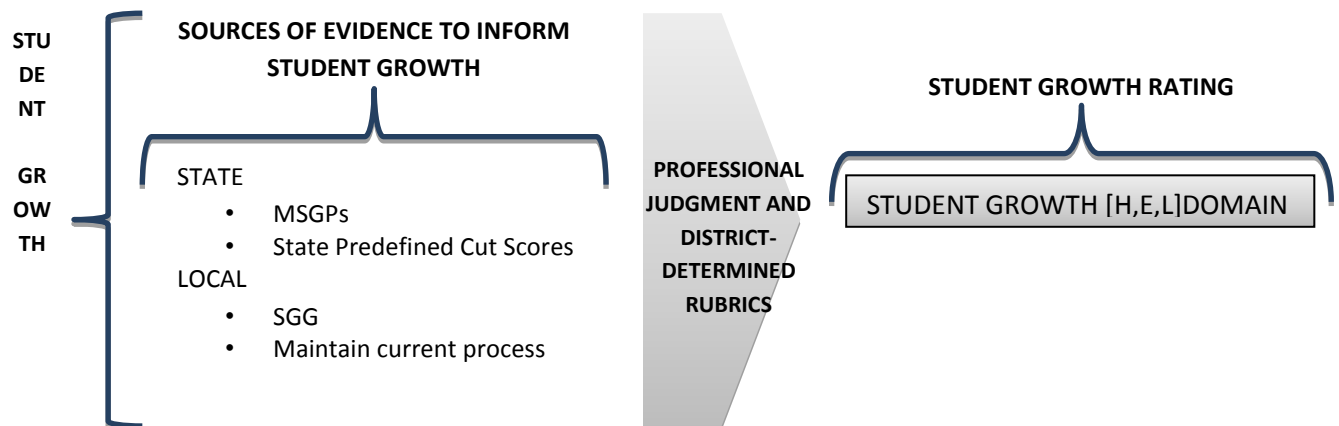 STU
DE
NT
GR
OW
TH
SOURCES OF EVIDENCE TO INFORM
STUDENT GROWTH
STATE
• MSGPs
• State Predefined Cut Scores
LOCAL
• SGG
• Maintain current process
PROFESSIONAL
JUDGMENT AND
DISTRICT-
DETERMINED
RUBRICS
STUDENT GROWTH RATING
STUDENT GROWTH [H,E,L]DOMAIN